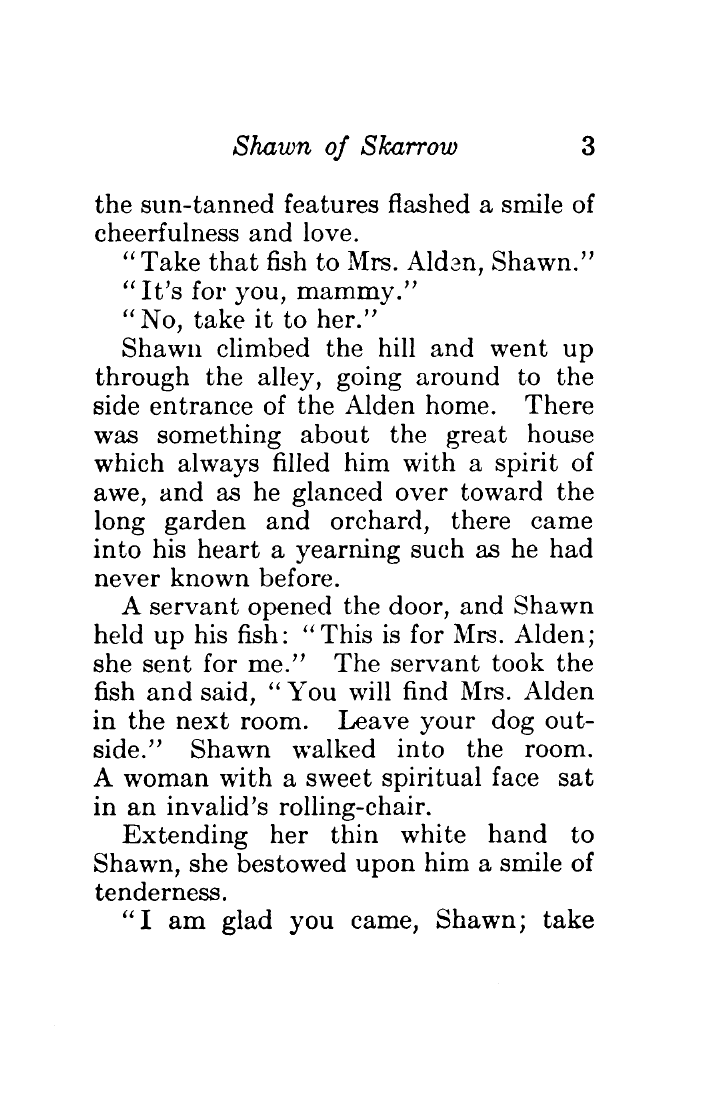 Shawn of Skarrow 3
the sun-tanned features flashed a smile of
cheerfulness and love.
"Take that fish to Mrs. Alden, Shawn."
"It's for you, mammy."
"No, take it to her."
Shawn climbed the hill and went up
through the alley, going around to the
side entrance of the Alden home. There
was something about the great house
which always filled him with a spirit of
awe, and as he glanced over toward the
long garden and orchard, there came
into his heart a yearning such as he had
never known before.
A servant opened the door, and Shawn
held up his fish: "This is for Mrs. Alden;
she sent for me." The servant took the
fish and said, "You will find Mrs. Alden
in the next room. Leave your dog out-
side." Shawn walked into the room.
A woman with a sweet spiritual face sat
in an invalid's rolling-chair.
Extending her thin white hand to
Shawn, she bestowed upon him a smile of
tenderness.
"I am glad you came, Shawn; take